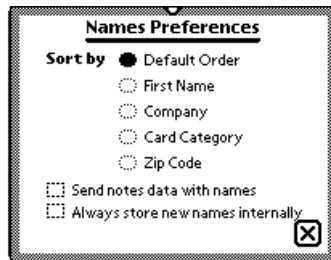 Names Preferences
Sort by Default Order
First Name
Company
Card Category
Zip Code
Send notes data with names
Always store new names internally